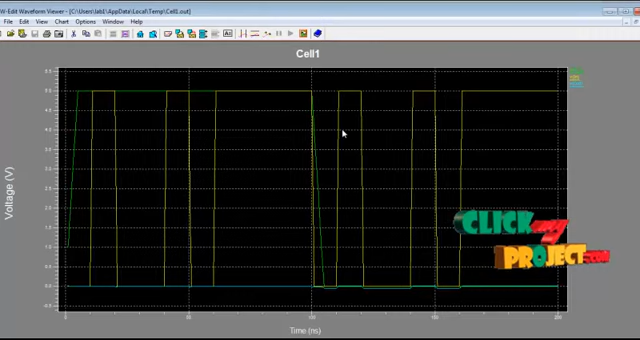 W-Edit Waveform Viewer - [C:\Users\lab1\AppData\Local\Temp\Cell1.out]
File Edit View Chart Options Window Help
Cell1
Voltage (V)
5.5
5.0
4.5
4.0
3.5
3.0
2.5
2.0
1.5
1.0
0.5
0.0
-0.5
0 50 100 150 200
Time (ns)
CLICK my
PROJECT.com